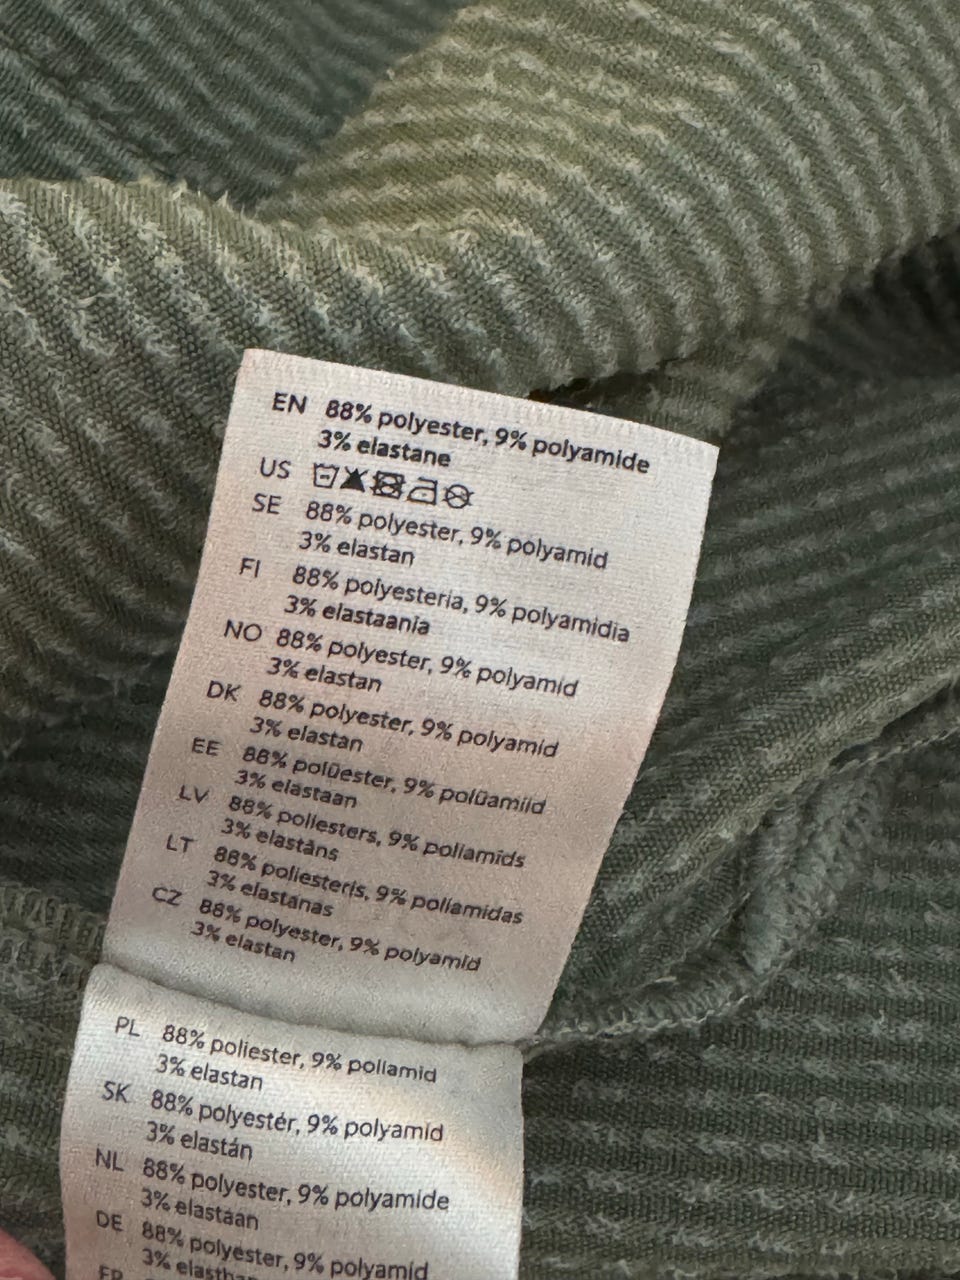 EN 88% polyester, 9% polyamide
3% elastane
US
SE 88% polyester, 9% polyamid
3% elastan
FI 88% polyesteria, 9% polyamidia
3% elastaania
NO 88% polyester, 9% polyamid
3% elastan
DK 88% polyester, 9% polyamid
3% elastan
EE 88% polüester, 9% polüamiid
3% elastaan
LV 88% poliesters, 9% poliamīds
3% elastāns
LT 88% poliesteris, 9% poliamidas
3% elastanas
CZ 88% polyester, 9% polyamid
3% elastan
PL 88% poliester, 9% poliamid
3% elastan
SK 88% polyestér, 9% polyamid
3% elastán
NL 88% polyester, 9% polyamide
3% elastaan
DE 88% polyester, 9% polyamid
3%
FR